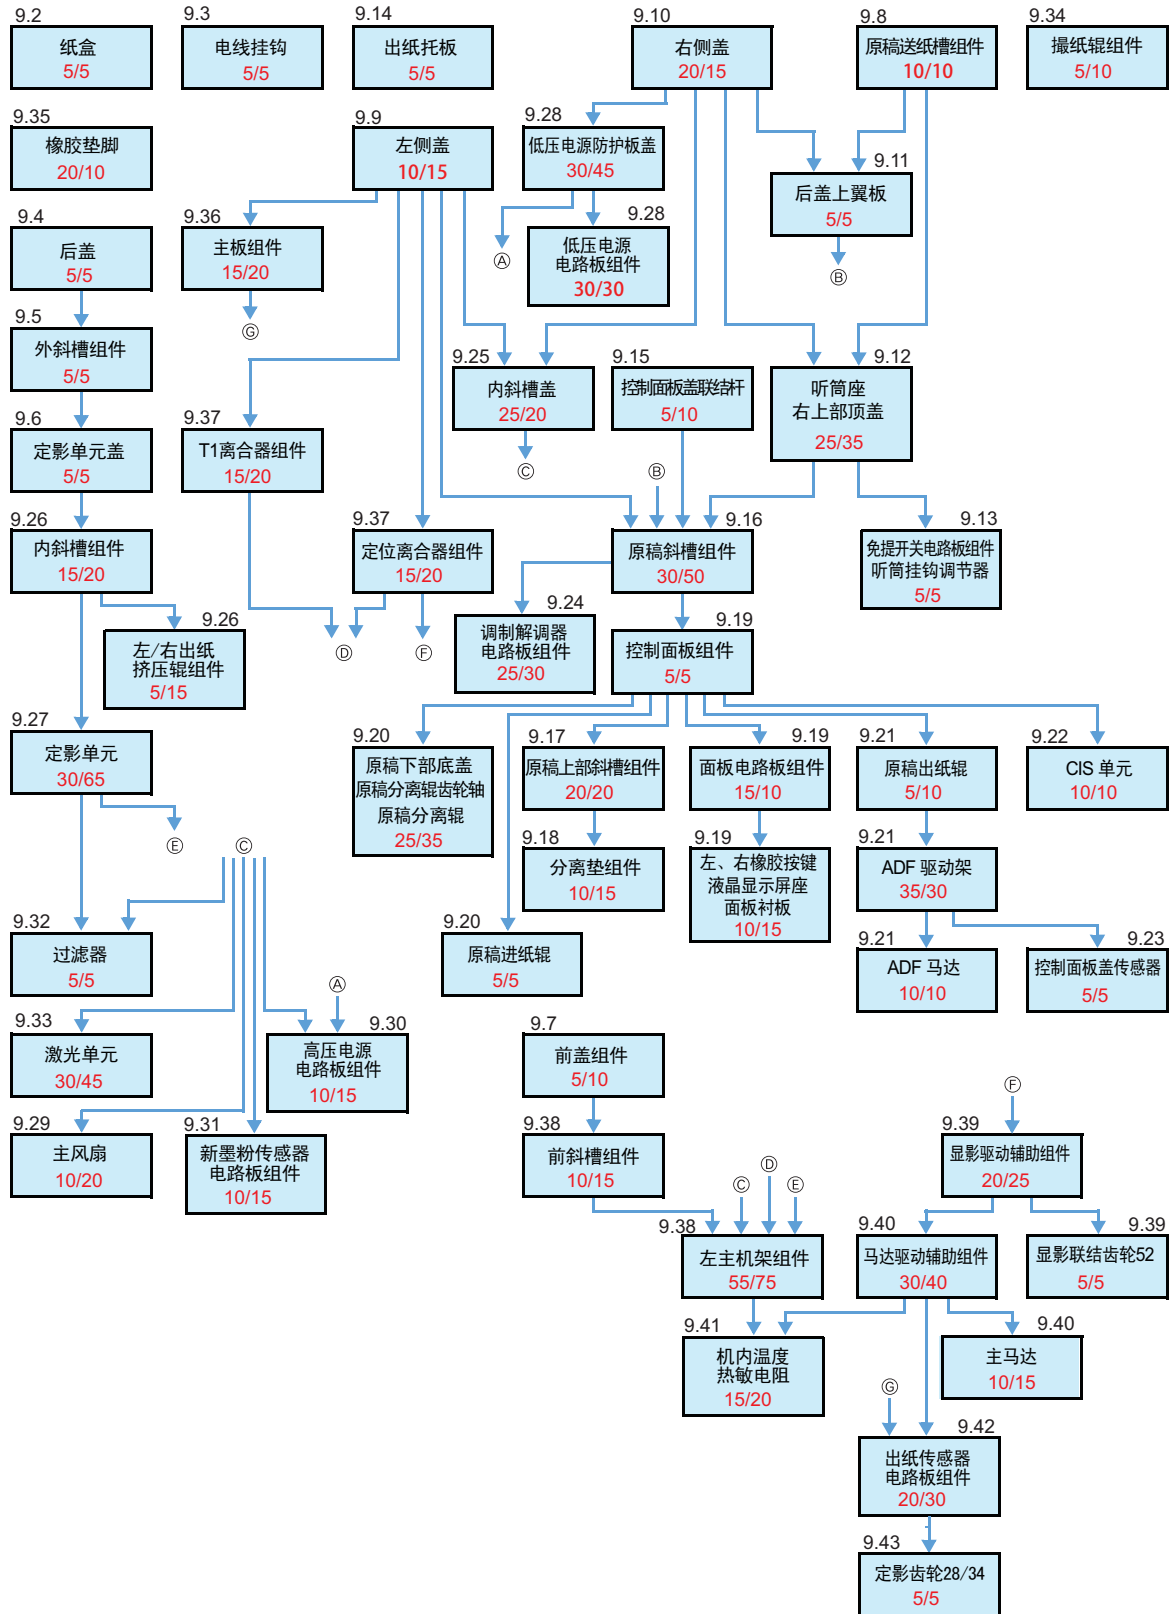 9.2
纸盒
5/5
9.3
电线挂钩
5/5
9.14
出纸托板
5/5
9.10
右侧盖
20/15
9.8
原稿送纸槽组件
10/10
9.34
撮纸辊组件
5/10
9.35
橡胶垫脚
20/10
9.9
左侧盖
10/15
9.28
低压电源防护板盖
30/45
9.11
后盖上翼板
5/5
9.4
后盖
5/5
9.36
主板组件
15/20
Ⓐ
9.28
低压电源
电路板组件
30/30
Ⓑ
Ⓖ
9.5
外斜槽组件
5/5
9.25
内斜槽盖
25/20
9.15
控制面板盖联结杆
5/10
9.12
听筒座
右上部顶盖
25/35
9.6
定影单元盖
5/5
9.37
T1离合器组件
15/20
Ⓒ
Ⓑ
9.26
内斜槽组件
15/20
9.37
定位离合器组件
15/20
9.16
原稿斜槽组件
30/50
9.13
免提开关电路板组件
听筒挂钩调节器
5/5
9.26
左/右出纸
挤压辊组件
5/15
Ⓓ
Ⓕ
9.24
调制解调器
电路板组件
25/30
9.19
控制面板组件
5/5
9.27
定影单元
30/65
9.20
原稿下部底盖
原稿分离辊齿轮轴
原稿分离辊
25/35
9.17
原稿上部斜槽组件
20/20
9.19
面板电路板组件
15/10
9.21
原稿出纸辊
5/10
9.22
CIS 单元
10/10
Ⓔ
Ⓒ
9.18
分离垫组件
10/15
9.19
左、右橡胶按键
液晶显示屏座
面板衬板
10/15
9.21
ADF 驱动架
35/30
9.32
过滤器
5/5
9.20
原稿进纸辊
5/5
9.21
ADF 马达
10/10
9.23
控制面板盖传感器
5/5
Ⓐ
9.33
激光单元
30/45
9.30
高压电源
电路板组件
10/15
9.7
前盖组件
5/10
Ⓕ
9.29
主风扇
10/20
9.31
新墨粉传感器
电路板组件
10/15
9.38
前斜槽组件
10/15
9.39
显影驱动辅助组件
20/25
Ⓒ
Ⓓ
Ⓔ
9.38
左主机架组件
55/75
9.40
马达驱动辅助组件
30/40
9.39
显影联结齿轮52
5/5
9.41
机内温度
热敏电阻
15/20
9.40
主马达
10/15
Ⓖ
9.42
出纸传感器
电路板组件
20/30
9.43
定影齿轮28/34
5/5